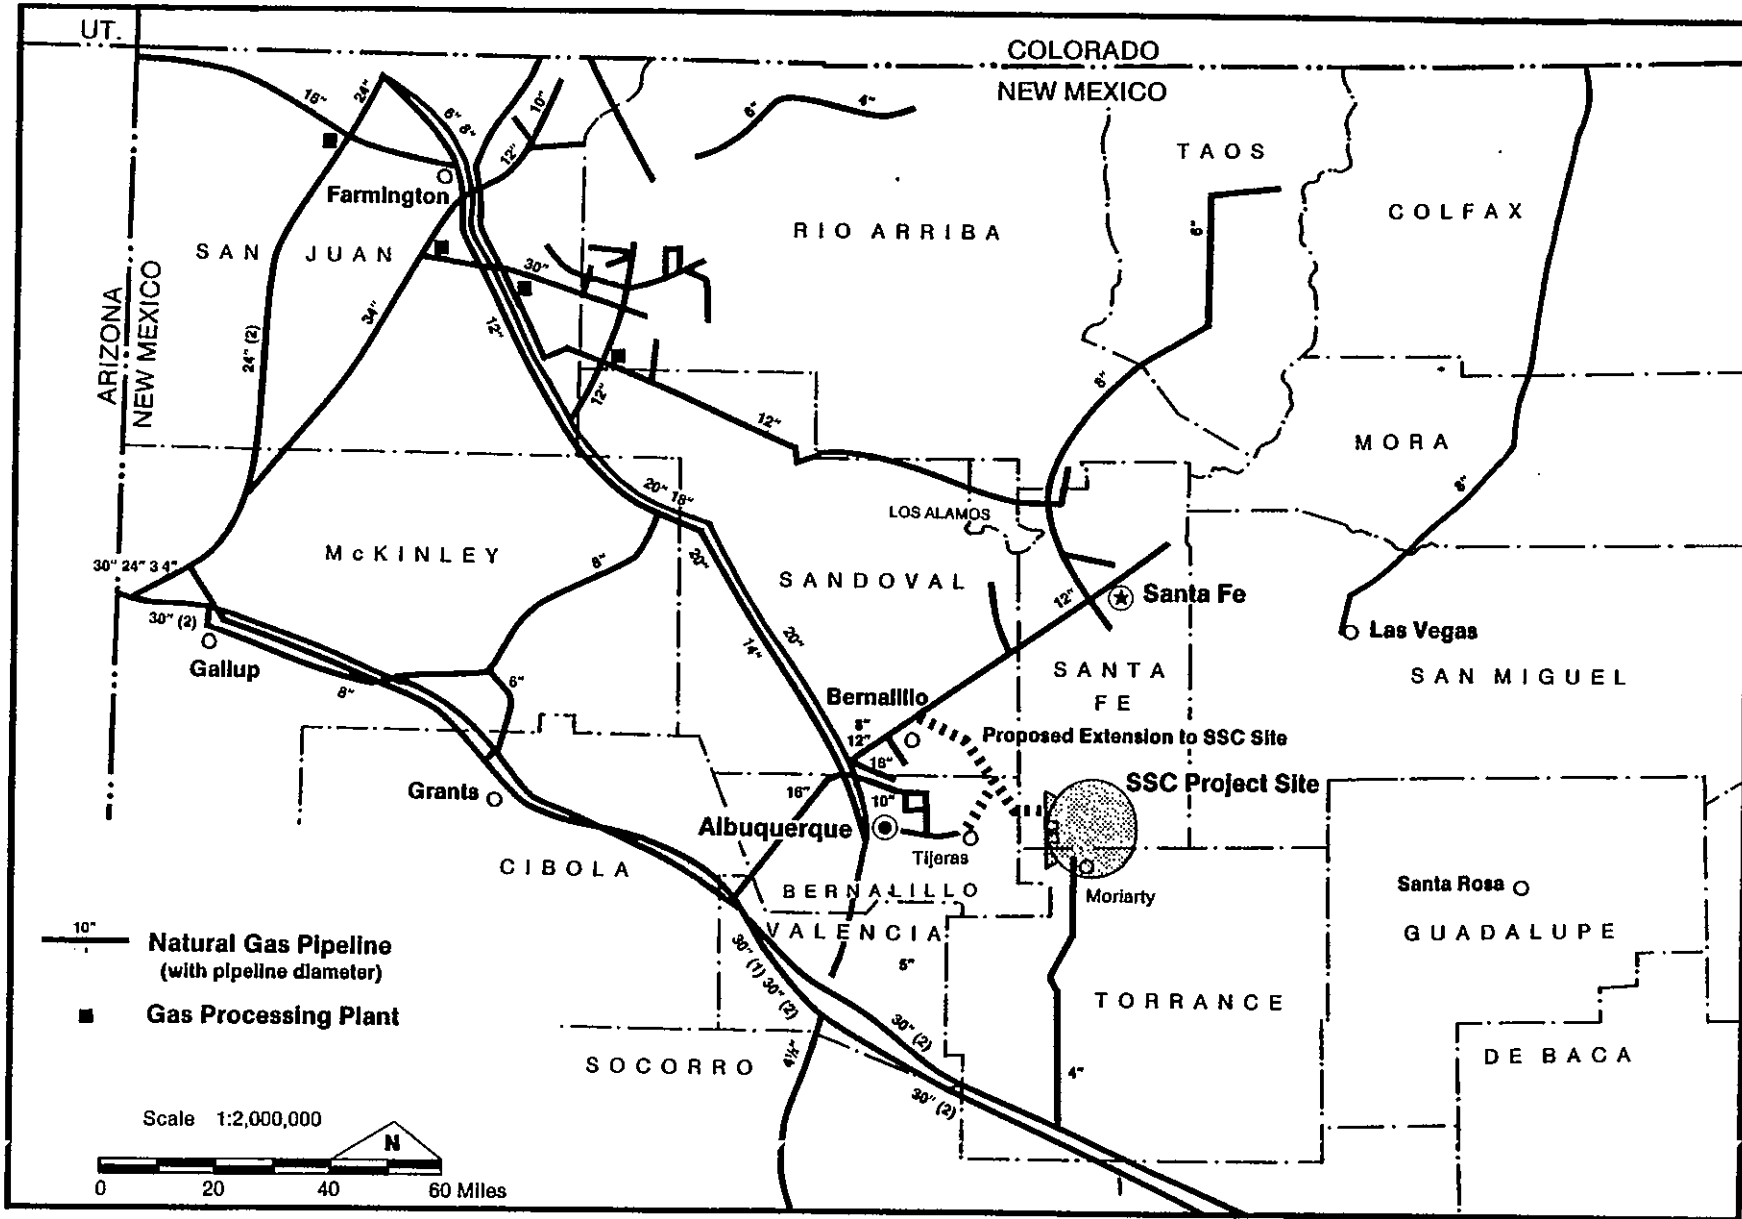 UT.
COLORADO
NEW MEXICO
18"
24"
6" 8"
10"
12"
6"
4"
TAOS
Farmington
COLFAX
SAN JUAN
RIO ARRIBA
6"
30"
ARIZONA
NEW MEXICO
24" (2)
34"
12"
12"
8"
12"
MORA
8"
20" 18"
LOS ALAMOS
McKINLEY
20"
8"
30" 24" 3 4"
SANDOVAL
12"
Santa Fe
30" (2)
Gallup
8"
6"
14"
20"
Las Vegas
SANTA
FE
SAN MIGUEL
Bernalillo
8"
12"
Proposed Extension to SSC Site
18"
SSC Project Site
Grants
16"
10"
Albuquerque
Tijeras
CIBOLA
BERNALILLO
Moriarty
Santa Rosa
10"
Natural Gas Pipeline
(with pipeline diameter)
VALENCIA
GUADALUPE
30" (1) 30" (2)
5"
Gas Processing Plant
TORRANCE
30" (2)
SOCORRO
4½"
4"
DE BACA
30" (2)
Scale 1:2,000,000
N
0 20 40 60 Miles